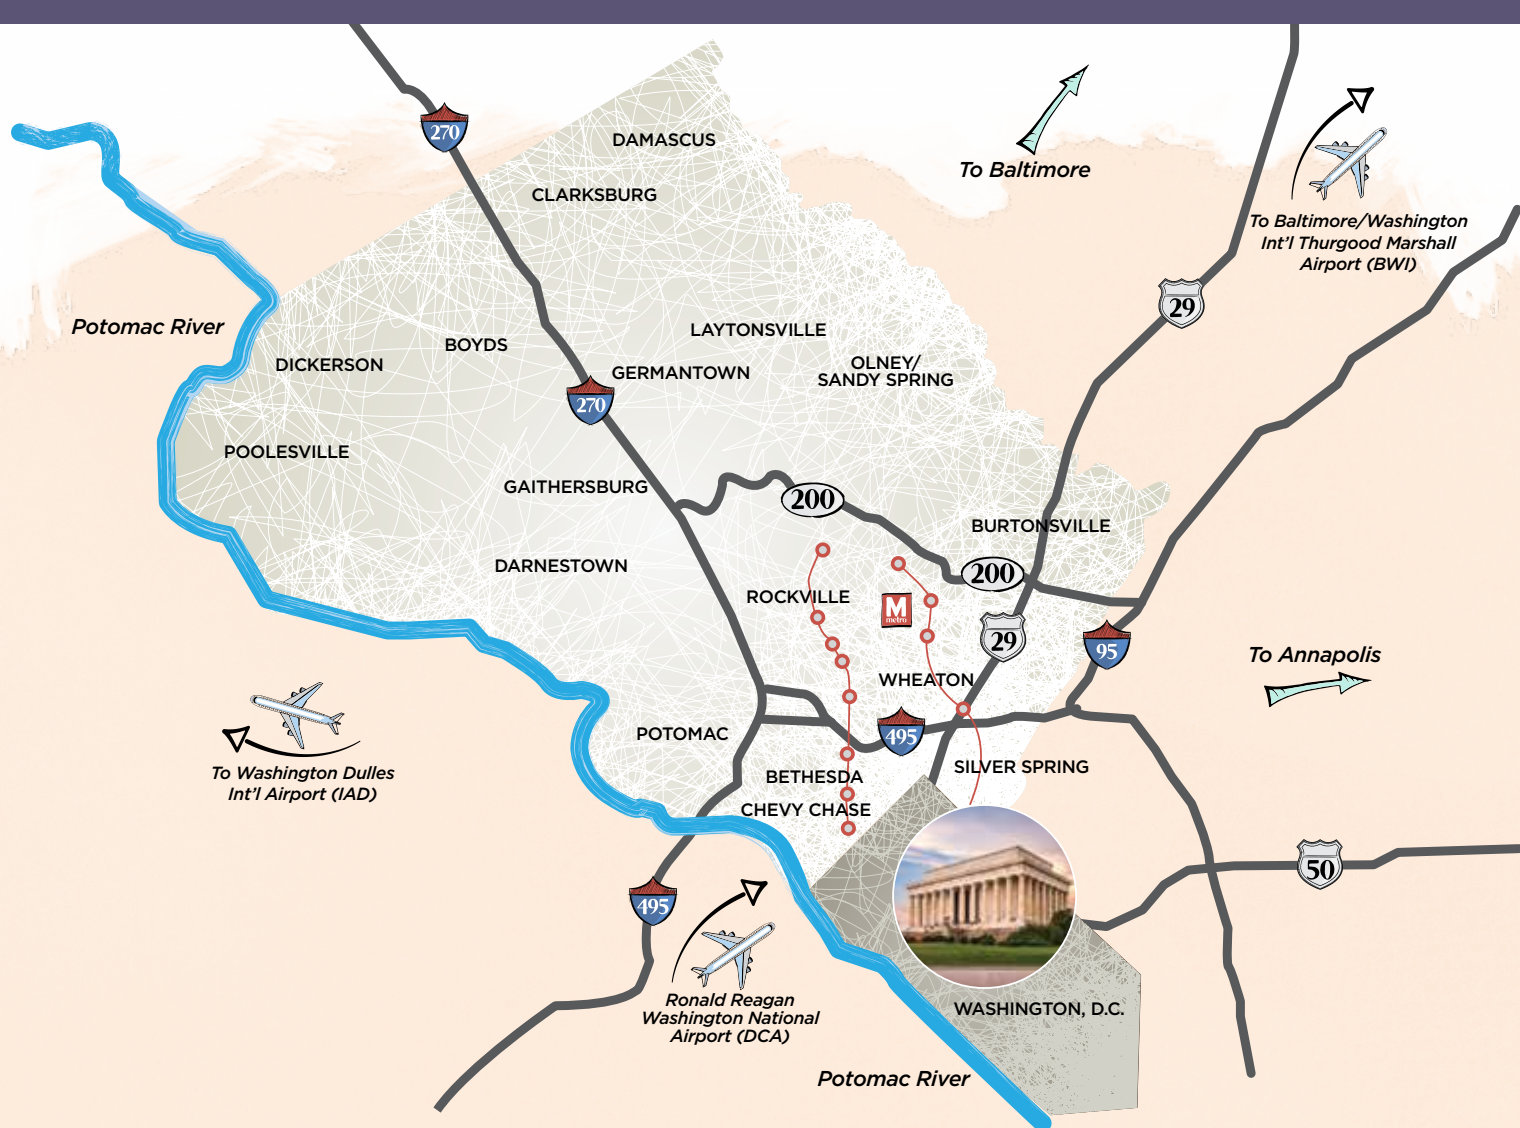 270
DAMASCUS
To Baltimore
CLARKSBURG
To Baltimore/Washington
Int'l Thurgood Marshall
Airport (BWI)
29
Potomac River
LAYTONSVILLE
BOYDS
DICKERSON
OLNEY/
SANDY SPRING
GERMANTOWN
270
POOLESVILLE
GAITHERSBURG
200
BURTONSVILLE
DARNESTOWN
200
ROCKVILLE
M
metro
29
95
To Annapolis
WHEATON
POTOMAC
495
SILVER SPRING
To Washington Dulles
Int'l Airport (IAD)
BETHESDA
CHEVY CHASE
50
495
Ronald Reagan
Washington National
Airport (DCA)
WASHINGTON, D.C.
Potomac River